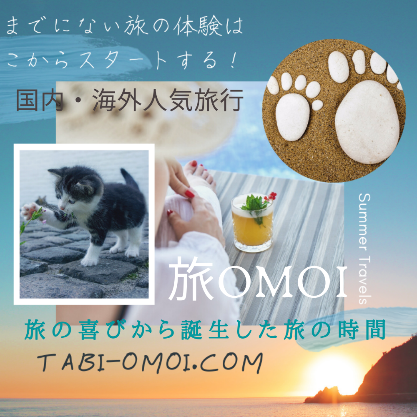 までにない旅の体験は
こからスタートする！
国内・海外人気旅行
Summer Travels
旅OMOI
旅の喜びから誕生した旅の時間
TABI-OMOI.COM